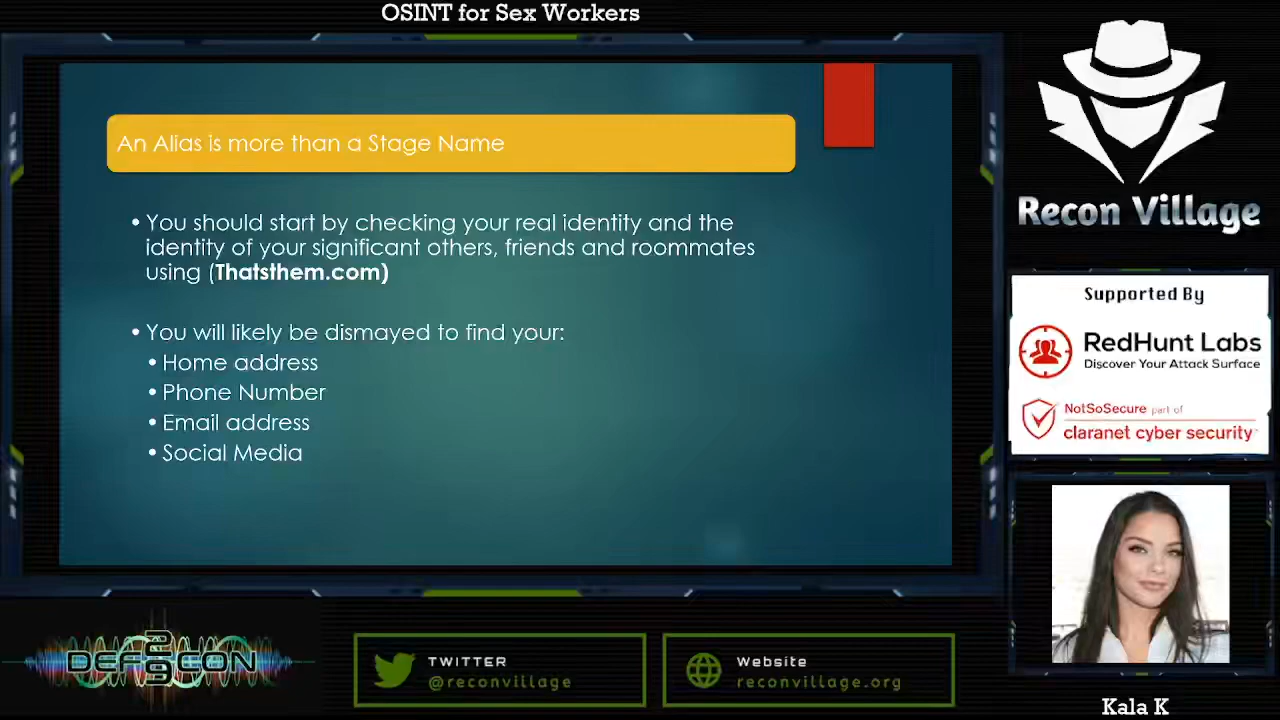 OSINT for Sex Workers
An Alias is more than a Stage Name
• You should start by checking your real identity and the
identity of your significant others, friends and roommates
using (Thatsthem.com)
• You will likely be dismayed to find your:
• Home address
• Phone Number
• Email address
• Social Media
Recon Village
Supported By
RedHunt Labs
Discover Your Attack Surface
NotSoSecure part of
claranet cyber security
Kala K
DEF CON
29
TWITTER
@reconvillage
Website
reconvillage.org